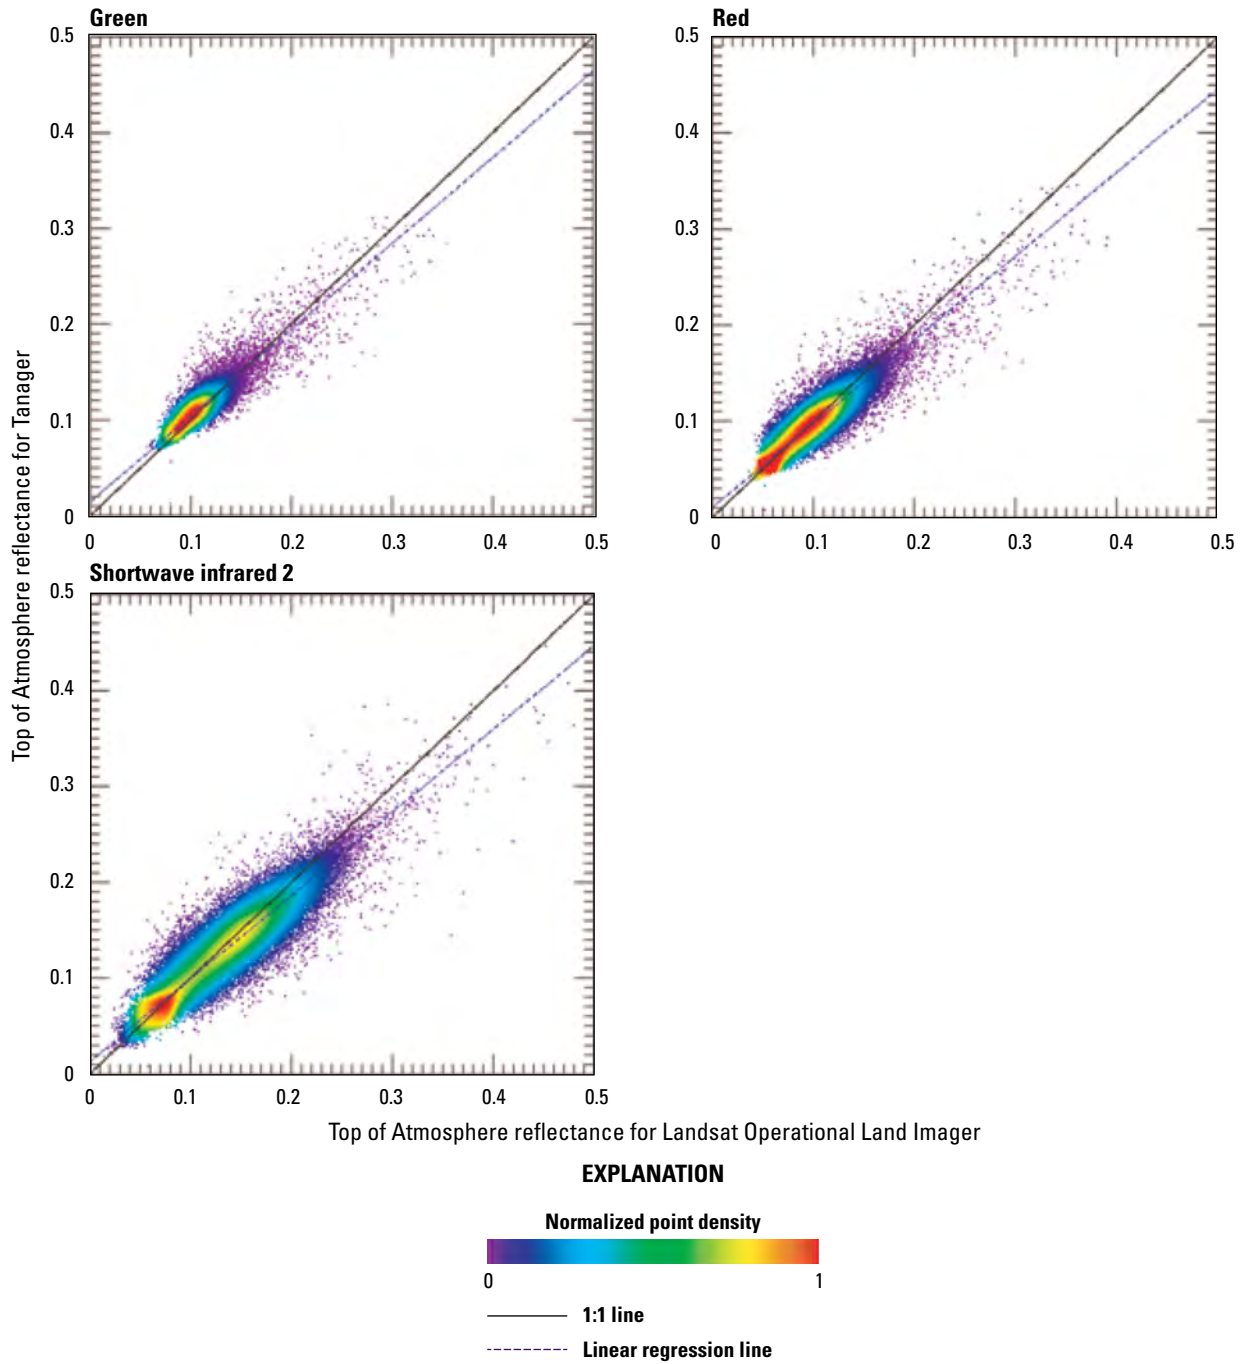 Green
0.5
0.4
0.3
0.2
0.1
0
0 0.1 0.2 0.3 0.4 0.5
Red
0.5
0.4
0.3
0.2
0.1
0
0 0.1 0.2 0.3 0.4 0.5
Shortwave infrared 2
0.5
0.4
0.3
0.2
0.1
0
0 0.1 0.2 0.3 0.4 0.5
Top of Atmosphere reflectance for Tanager
Top of Atmosphere reflectance for Landsat Operational Land Imager
EXPLANATION
Normalized point density
0 1
1:1 line
Linear regression line